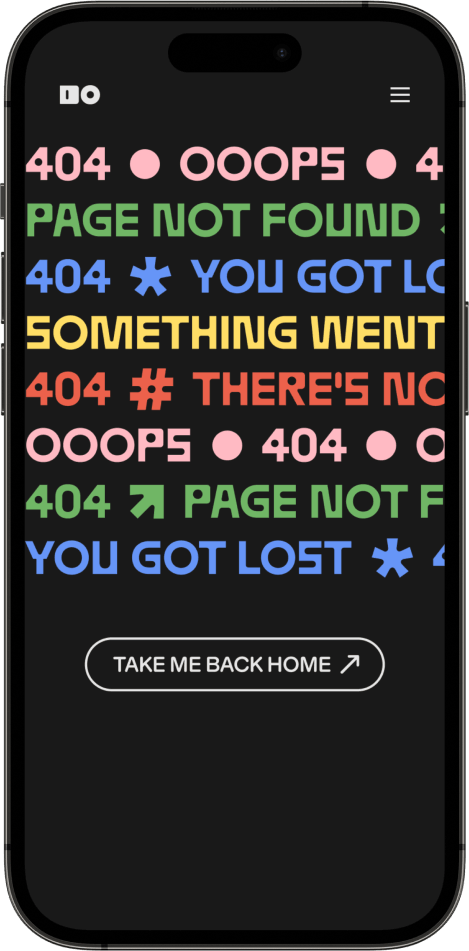 DO
404 ● OOOPS ● 4
PAGE NOT FOUND
404 * YOU GOT LO
SOMETHING WENT
404 # THERE'S NO
OOOPS ● 404 ● O
404 ↗ PAGE NOT F
YOU GOT LOST * 4
TAKE ME BACK HOME ↗